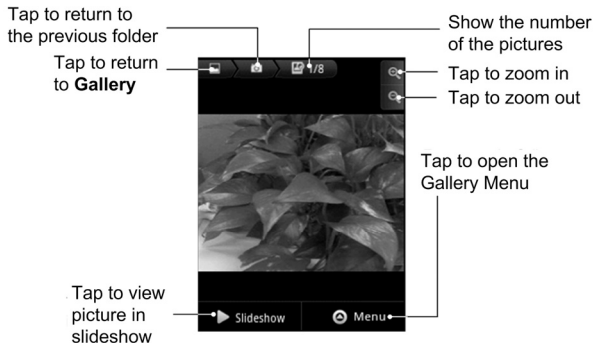 Tap to return to
the previous folder
Tap to return
to Gallery
Show the number
of the pictures
1/8
Tap to zoom in
Tap to zoom out
Tap to open the
Gallery Menu
Tap to view
picture in
slideshow
Slideshow
Menu